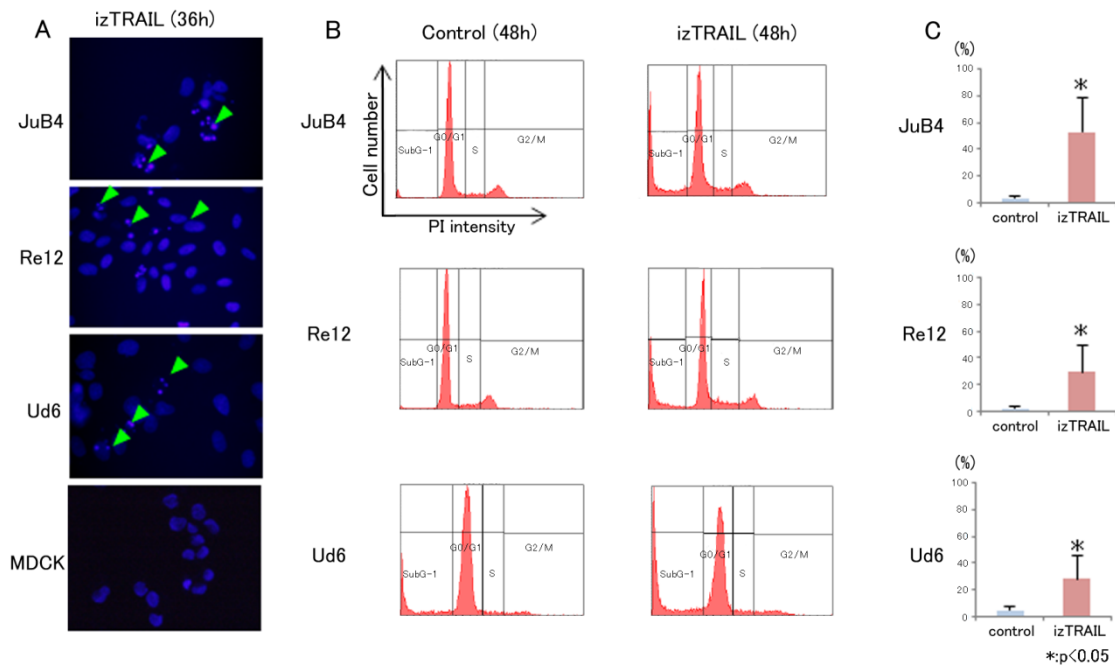 A
izTRAIL (36h)
JuB4
Re12
Ud6
MDCK
B
Control (48h)
izTRAIL (48h)
JuB4
Cell number
PI intensity
SubG-1
G0/G1
S
G2/M
SubG-1
G0/G1
S
G2/M
Re12
SubG-1
G0/G1
S
G2/M
SubG-1
G0/G1
S
G2/M
Ud6
SubG-1
G0/G1
S
G2/M
SubG-1
G0/G1
S
G2/M
C
(%)
JuB4
100
80
60
40
20
0
*
control
izTRAIL
(%)
Re12
100
80
60
40
20
0
*
control
izTRAIL
(%)
Ud6
100
80
60
40
20
0
*
control
izTRAIL
*:p<0.05